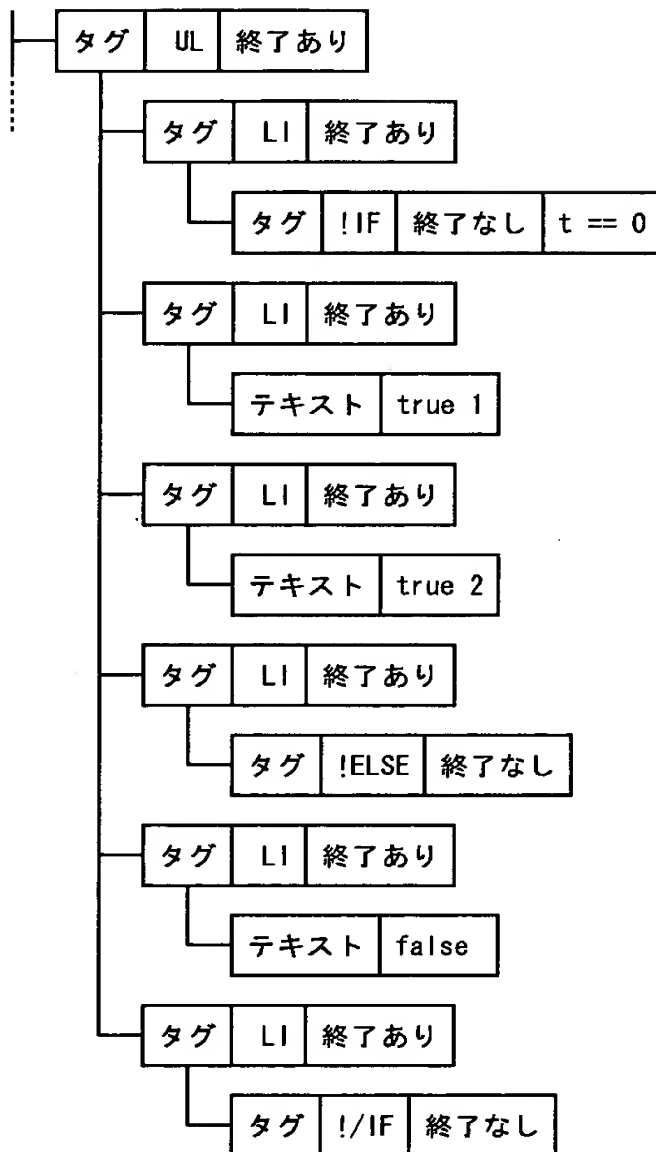 タグ UL 終了あり
タグ LI 終了あり
タグ !IF 終了なし t == 0
タグ LI 終了あり
テキスト true 1
タグ LI 終了あり
テキスト true 2
タグ LI 終了あり
タグ !ELSE 終了なし
タグ LI 終了あり
テキスト false
タグ LI 終了あり
タグ !/IF 終了なし